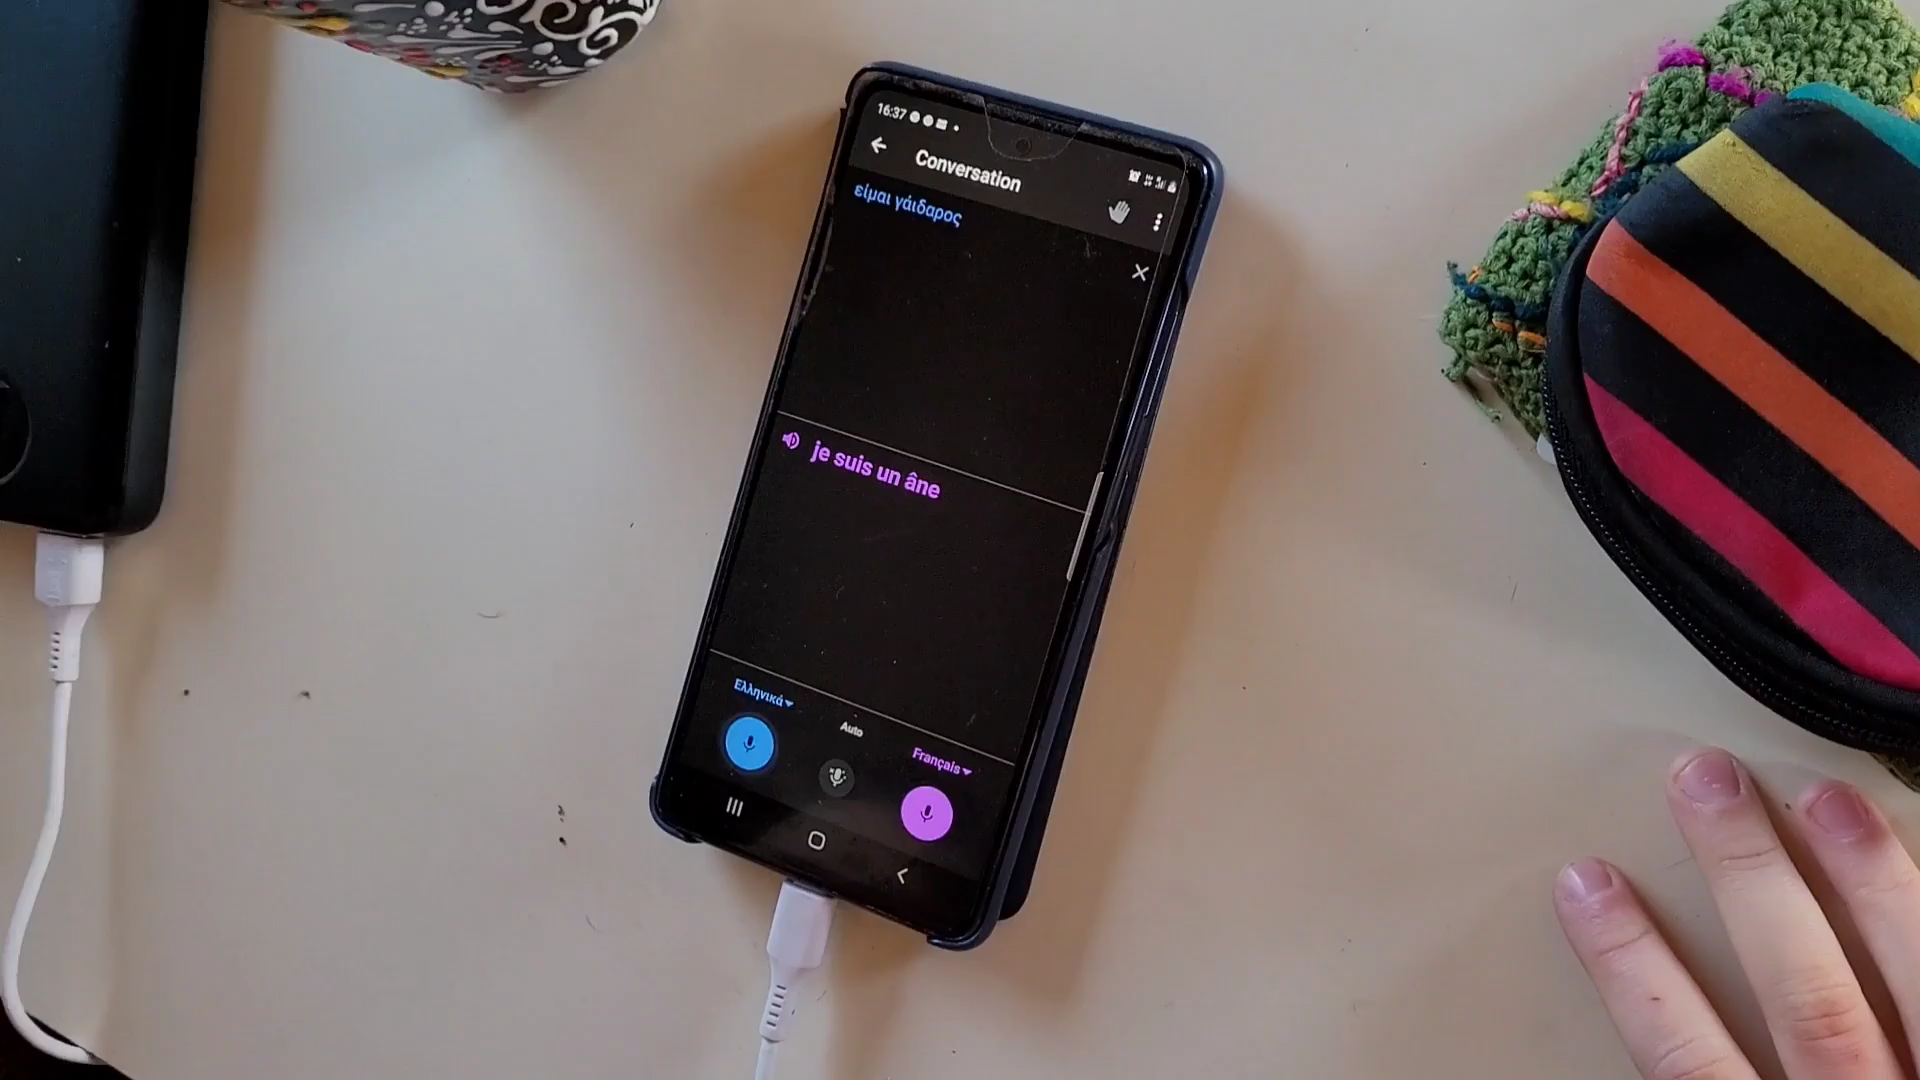 16:37
Conversation
είμαι γάιδαρος
je suis un âne
Ελληνικά
Auto
Français